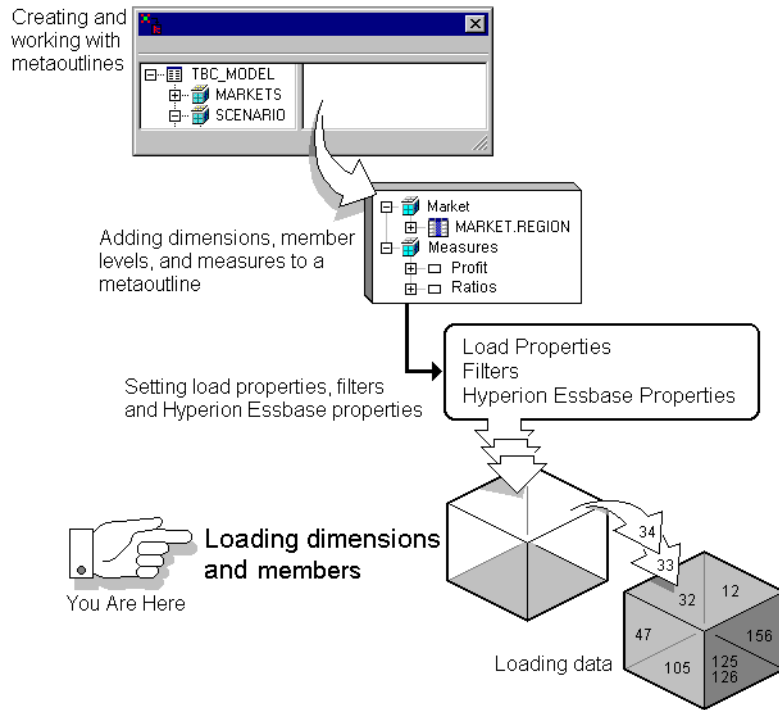 Creating and
working with
metaoutlines
TBC_MODEL
MARKETS
SCENARIO
Market
MARKET.REGION
Measures
Profit
Ratios
Adding dimensions, member
levels, and measures to a
metaoutline
Load Properties
Filters
Hyperion Essbase Properties
Setting load properties, filters
and Hyperion Essbase properties
Loading dimensions
and members
You Are Here
34
33
32
12
47
156
105
125
126
Loading data